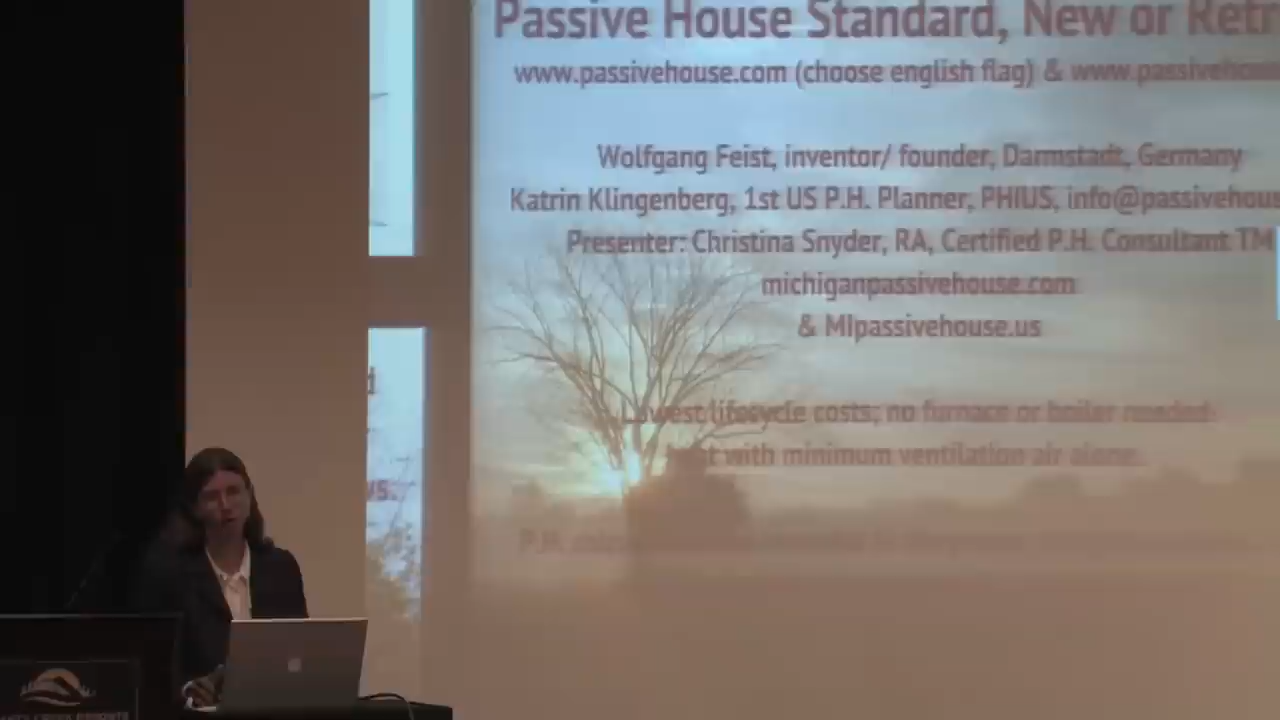 Passive House Standard, New or Retr
www.passivehouse.com (choose english flag) & www.passivehous
Wolfgang Feist, inventor/ founder, Darmstadt, Germany
Katrin Klingenberg, 1st US P.H. Planner, PHIUS, info@passivehous
Presenter: Christina Snyder, RA, Certified P.H. Consultant TM
michiganpassivehouse.com
& MIpassivehouse.us
Lowest lifecycle costs; no furnace or boiler needed
with minimum ventilation air alone.
P.H.